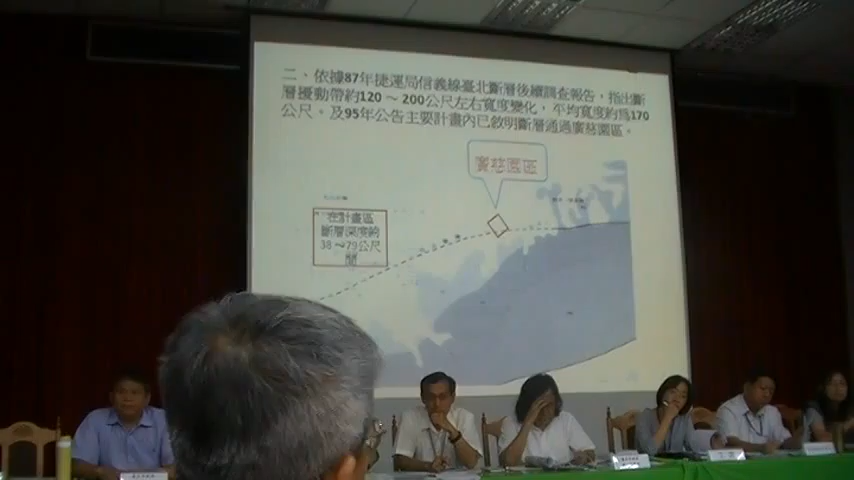 二、依據87年捷運局信義線臺北斷層後續調查報告，指出斷
層擾動帶約120～200公尺左右寬度變化，平均寬度約為170
公尺。及95年公告主要計畫內已敘明斷層通過廣慈園區。
廣慈園區
在計畫區
斷層深度約
38～79公尺
間